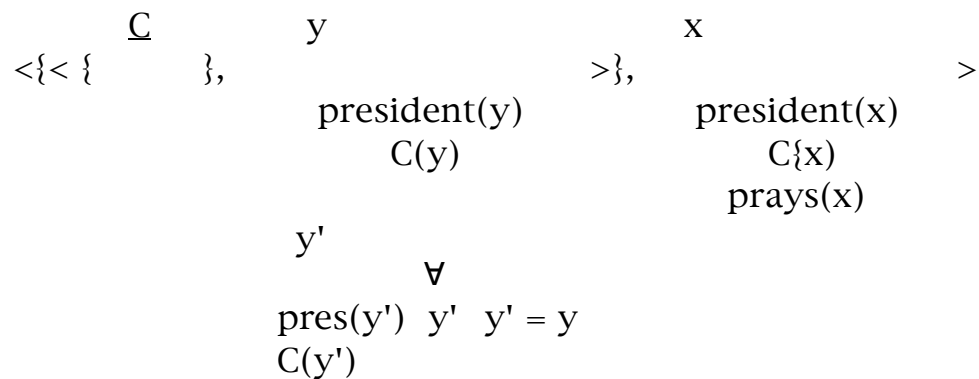 C y x
<{< { }, >}, >
president(y) president(x)
C(y) C{x)
prays(x)
y'
∀
pres(y') y' y' = y
C(y')